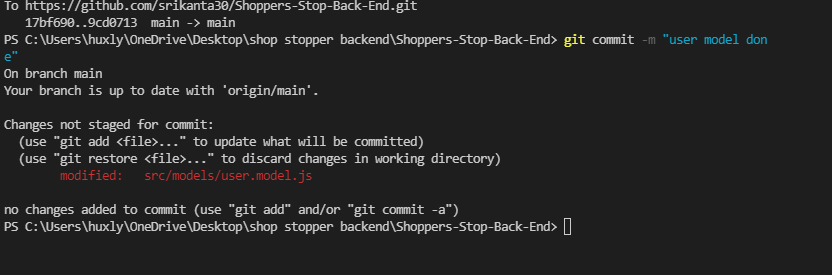 To https://github.com/srikanta30/Shoppers-Stop-Back-End.git
   17bf690..9cd0713  main -> main
PS C:\Users\huxly\OneDrive\Desktop\shop stopper backend\Shoppers-Stop-Back-End> git commit -m "user model don
e"
On branch main
Your branch is up to date with 'origin/main'.

Changes not staged for commit:
  (use "git add <file>..." to update what will be committed)
  (use "git restore <file>..." to discard changes in working directory)
        modified:   src/models/user.model.js

no changes added to commit (use "git add" and/or "git commit -a")
PS C:\Users\huxly\OneDrive\Desktop\shop stopper backend\Shoppers-Stop-Back-End>